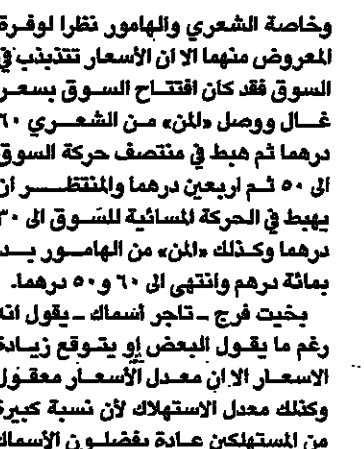 وخاصة الشعري والهامور نظرا لوفرة
المعروض منهما الا ان الأسعار تتذبذب في
السوق فقد كان افتتاح السوق بسعر
غال ووصل «المن» من الشعري ٦٠
درهما ثم هبط في منتصف حركة السوق
الى ٥٠ ثم اربعين درهما والمنتظر ان
يهبط في الحركة المسائية للسوق الى ٣٠
درهما وكذلك «المن» من الهامور بد
بمائة درهم وانتهى الى ٦٠ و٥٠ درهما.
بخيت فرج ـ تاجر أسماك ـ يقول انه
رغم ما يقول البعض او يتوقع زيادة
الاسعار الا ان معدل الأسعار معقول
وكذلك معدل الاستهلاك لأن نسبة كبيرة
من المستهلكين عادة يفضلون الأسماك